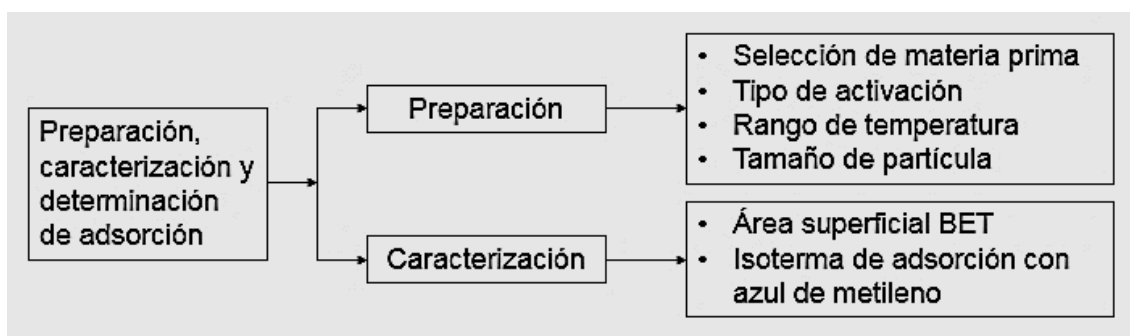 Preparación,
caracterización y
determinación
de adsorción
Preparación
• Selección de materia prima
• Tipo de activación
• Rango de temperatura
• Tamaño de partícula
Caracterización
• Área superficial BET
• Isoterma de adsorción con
azul de metileno